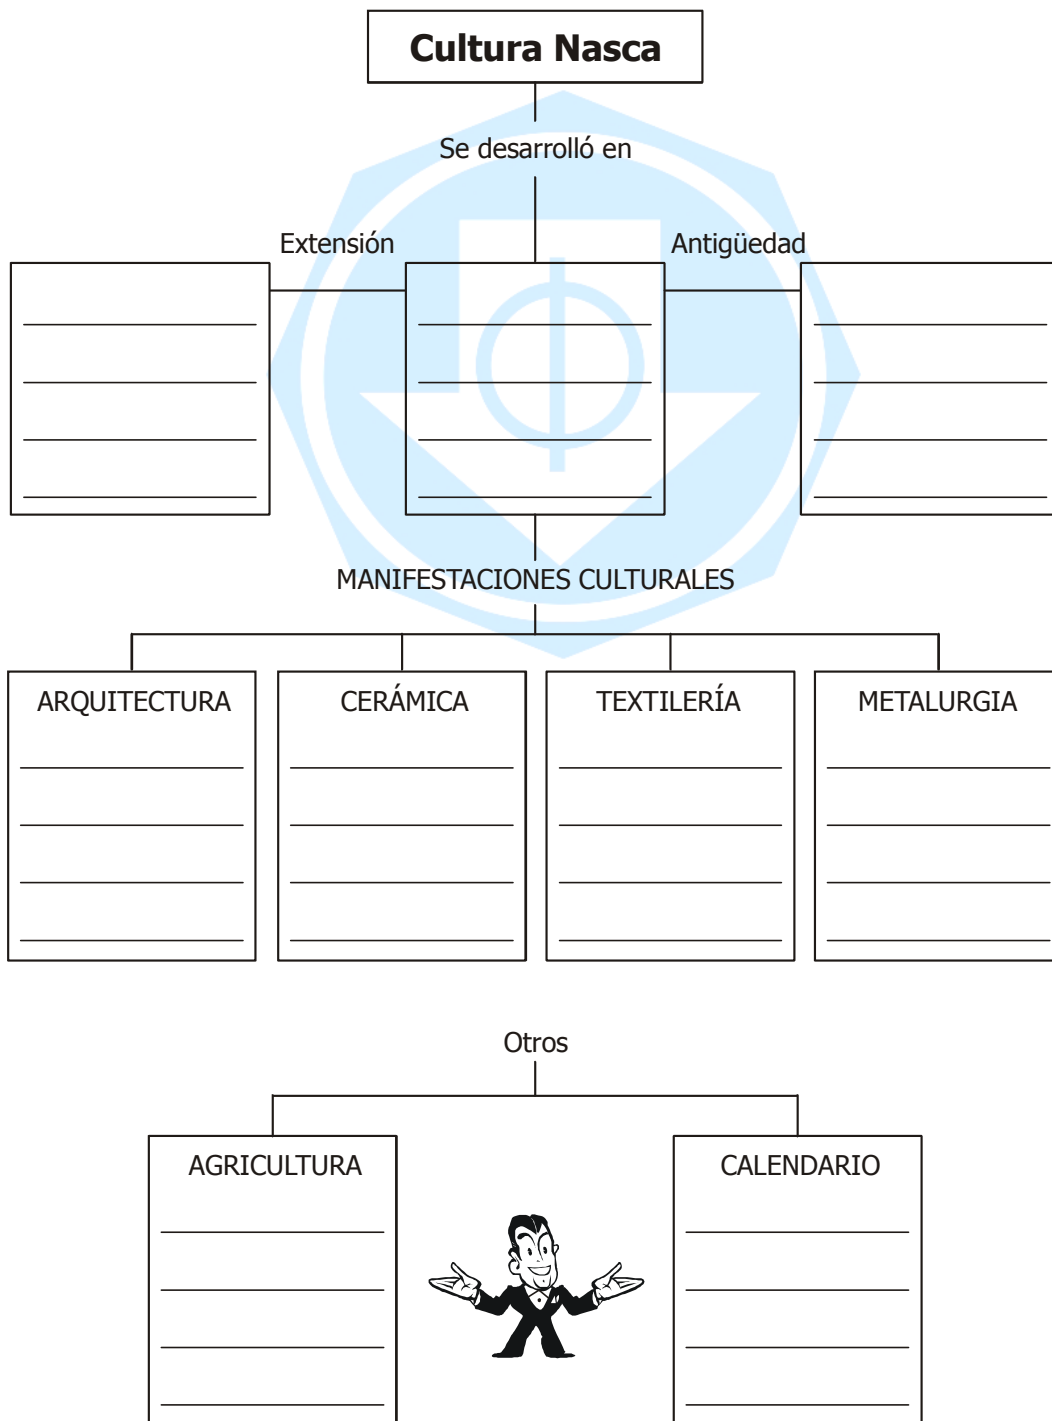 Cultura Nasca
Se desarrolló en
Extensión
Antigüedad
MANIFESTACIONES CULTURALES
ARQUITECTURA
CERÁMICA
TEXTILERÍA
METALURGIA
Otros
AGRICULTURA
CALENDARIO